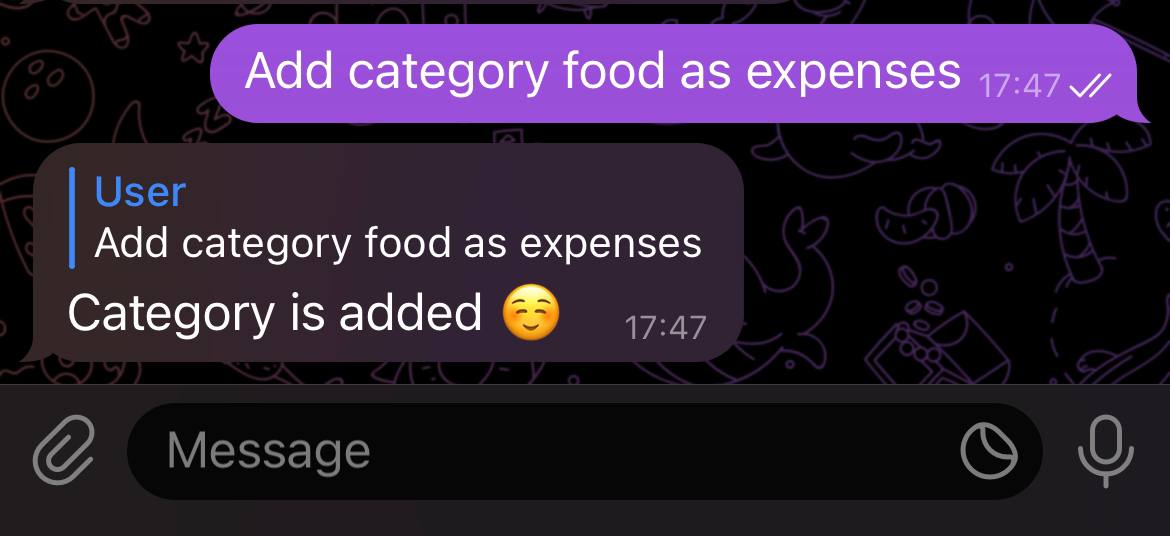 Add category food as expenses 17:47
User
Add category food as expenses
Category is added ☺️ 17:47
Message